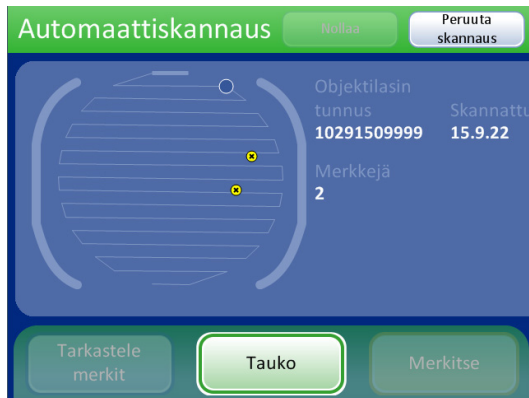 Automaattiskannaus
Nollaa
Peruuta
skannaus
Objektilasin
tunnus
Skannattu
10291509999
15.9.22
Merkkejä
2
Tarkastele
merkit
Tauko
Merkitse